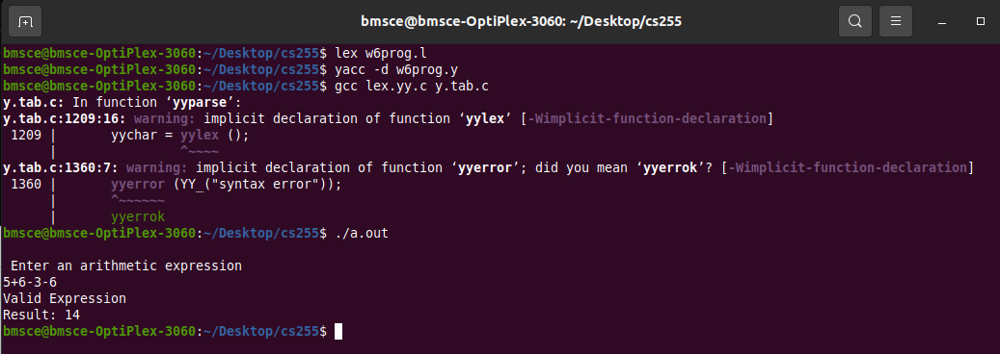 bmsce@bmsce-OptiPlex-3060: ~/Desktop/cs255
bmsce@bmsce-OptiPlex-3060:~/Desktop/cs255$ lex w6prog.l
bmsce@bmsce-OptiPlex-3060:~/Desktop/cs255$ yacc -d w6prog.y
bmsce@bmsce-OptiPlex-3060:~/Desktop/cs255$ gcc lex.yy.c y.tab.c
y.tab.c: In function ‘yyparse’:
y.tab.c:1209:16: warning: implicit declaration of function ‘yylex’ [-Wimplicit-function-declaration]
 1209 |       yychar = yylex ();
      |                ^~~~~
y.tab.c:1360:7: warning: implicit declaration of function ‘yyerror’; did you mean ‘yyerrok’? [-Wimplicit-function-declaration]
 1360 |       yyerror (YY_("syntax error"));
      |       ^~~~~~~
      |       yyerrok
bmsce@bmsce-OptiPlex-3060:~/Desktop/cs255$ ./a.out
 Enter an arithmetic expression
5+6-3-6
Valid Expression
Result: 14
bmsce@bmsce-OptiPlex-3060:~/Desktop/cs255$